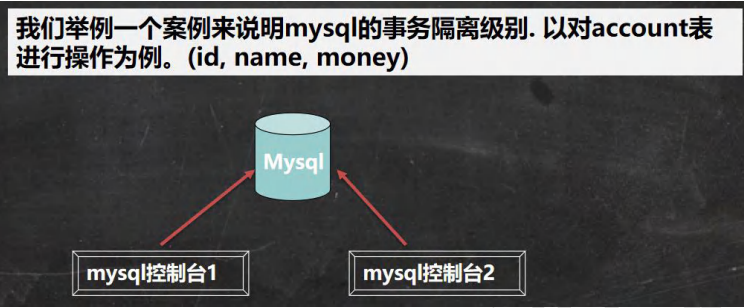 我们举例一个案例来说明mysql的事务隔离级别. 以对account表
进行操作为例。(id, name, money)
Mysql
mysql控制台1
mysql控制台2